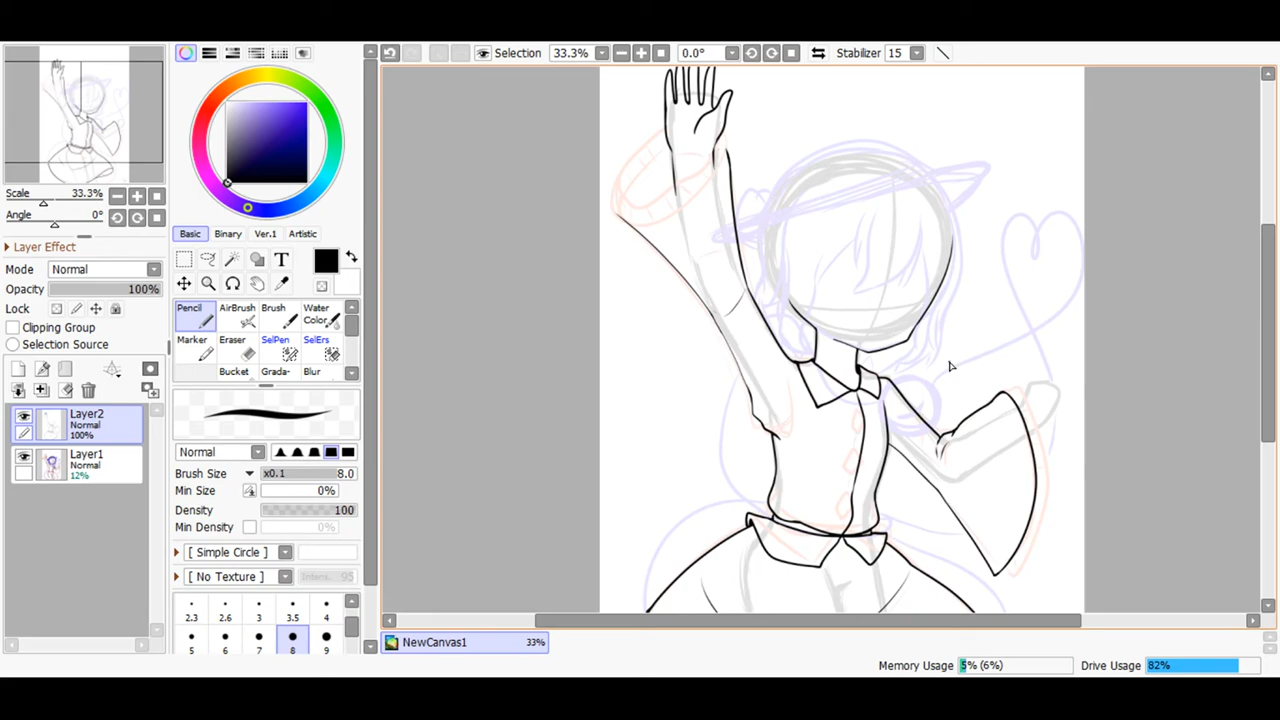 Selection 33.3% 0.0° Stabilizer 15
Scale 33.3%
Angle 0°
Layer Effect
Mode Normal
Opacity 100%
Lock
Clipping Group
Selection Source
Layer2
Normal
100%
Layer1
Normal
12%
Basic Binary Ver.1 Artistic
T
Pencil AirBrush Brush Water Color
Marker Eraser SelPen SelErs
Bucket Grada- Blur
Normal
Brush Size x0.1 8.0
Min Size 0%
Density 100
Min Density 0%
[ Simple Circle ]
[ No Texture ] Intens. 95
2.3 2.6 3 3.5 4
5 6 7 8 9
NewCanvas1 33%
Memory Usage 5% (6%) Drive Usage 82%